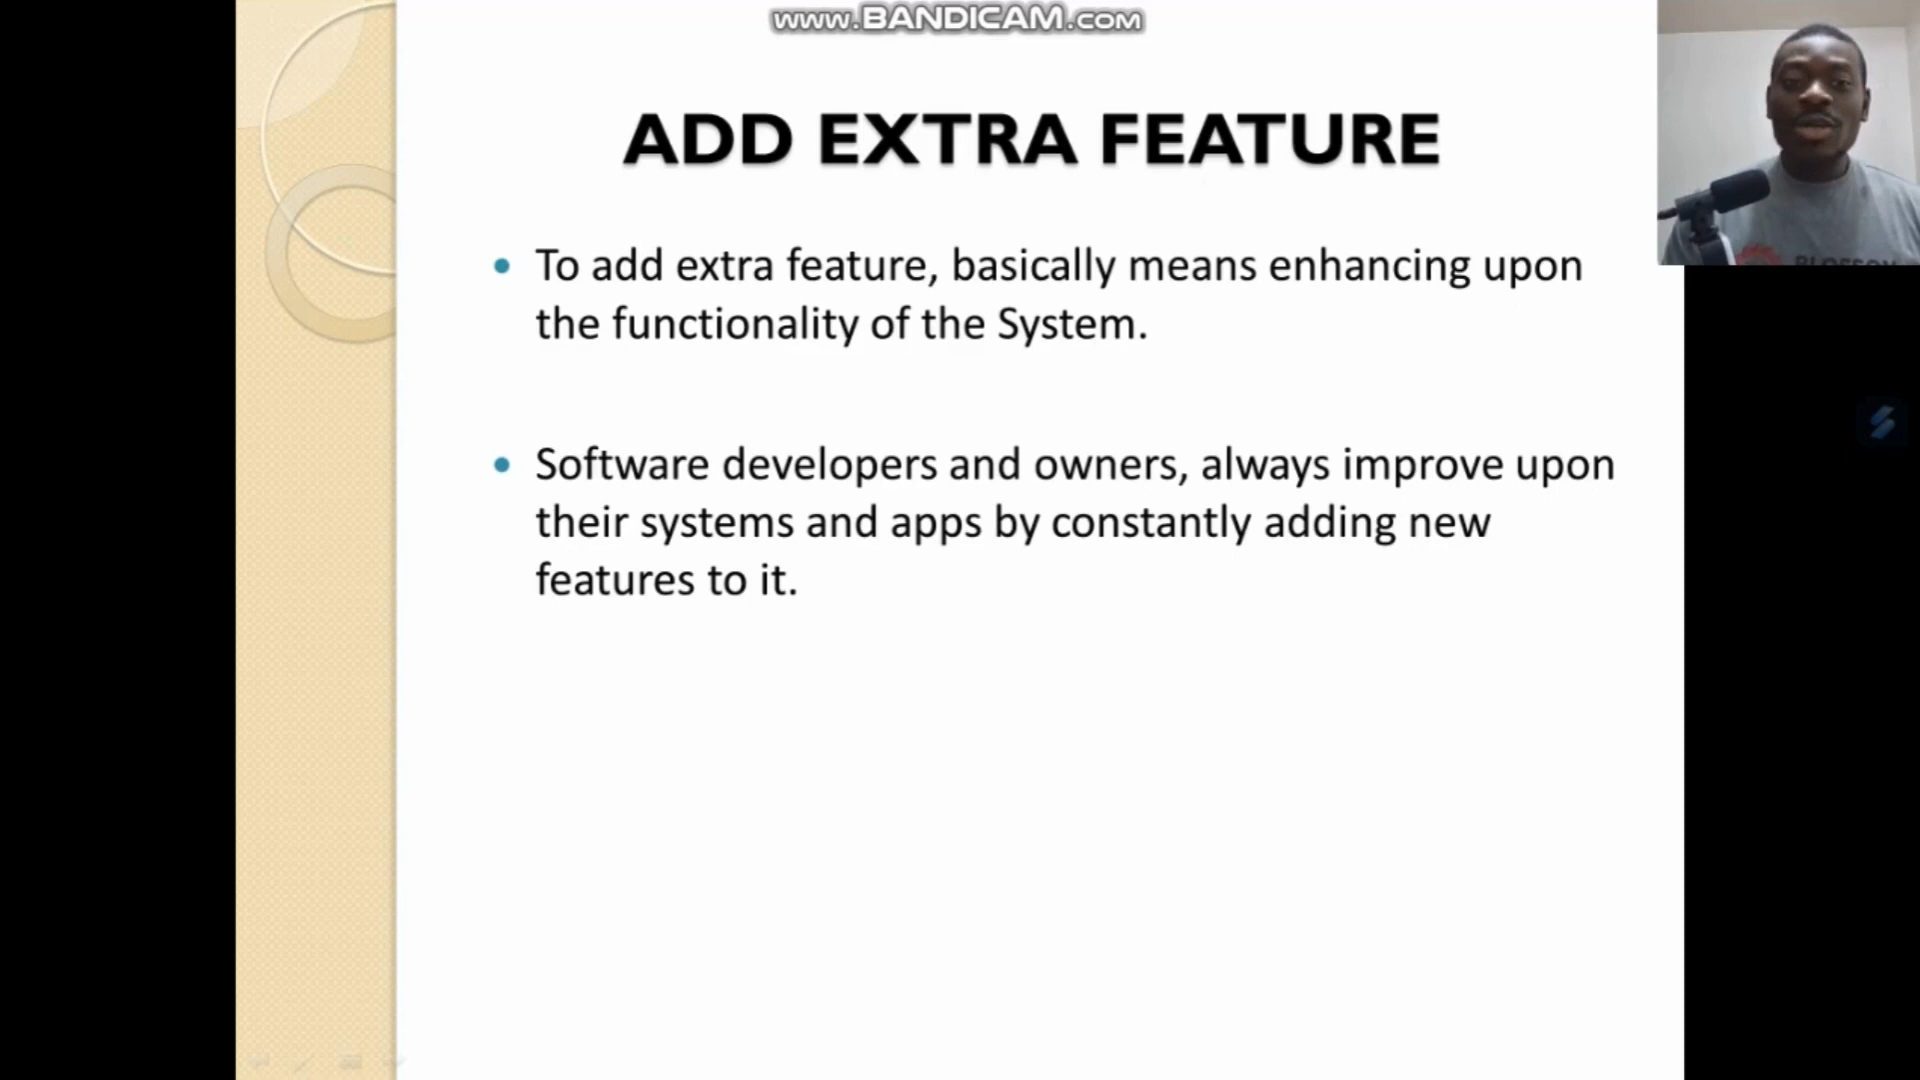 www.BANDICAM.com
ADD EXTRA FEATURE
• To add extra feature, basically means enhancing upon
the functionality of the System.
• Software developers and owners, always improve upon
their systems and apps by constantly adding new
features to it.